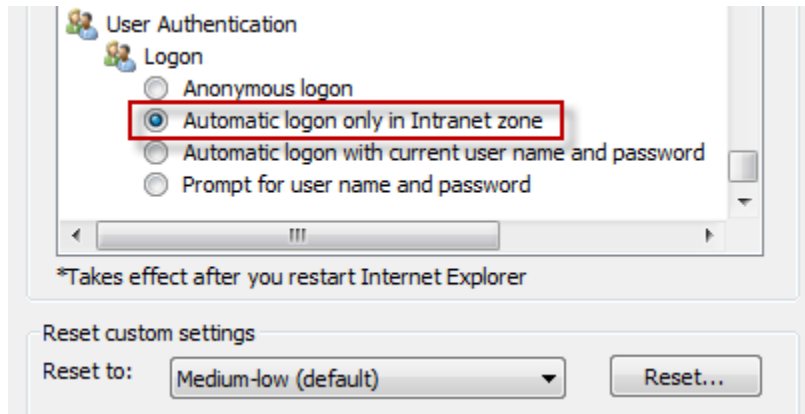 User Authentication
Logon
Anonymous logon
Automatic logon only in Intranet zone
Automatic logon with current user name and password
Prompt for user name and password
*Takes effect after you restart Internet Explorer
Reset custom settings
Reset to: Medium-low (default) Reset...